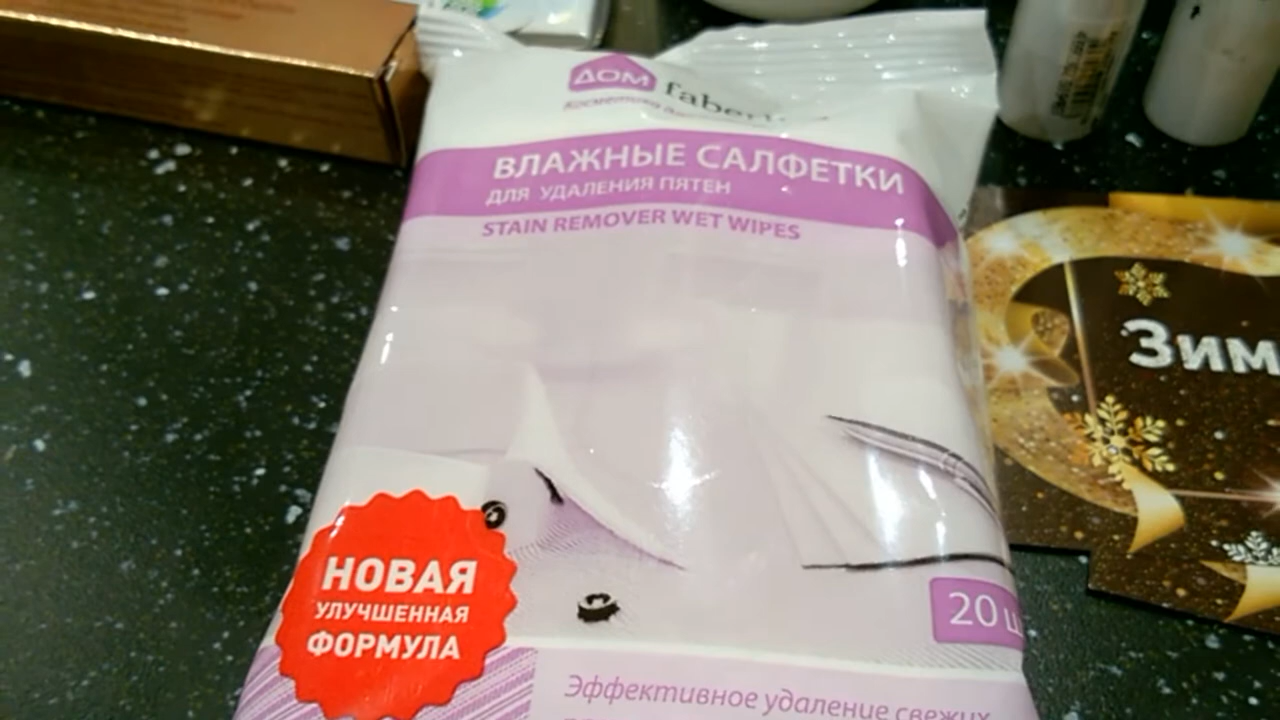 ДОМ
faberl
ВЛАЖНЫЕ САЛФЕТКИ
ДЛЯ УДАЛЕНИЯ ПЯТЕН
STAIN REMOVER WET WIPES
НОВАЯ
УЛУЧШЕННАЯ
ФОРМУЛА
20 ш
Эффективное удаление свежих
Зим